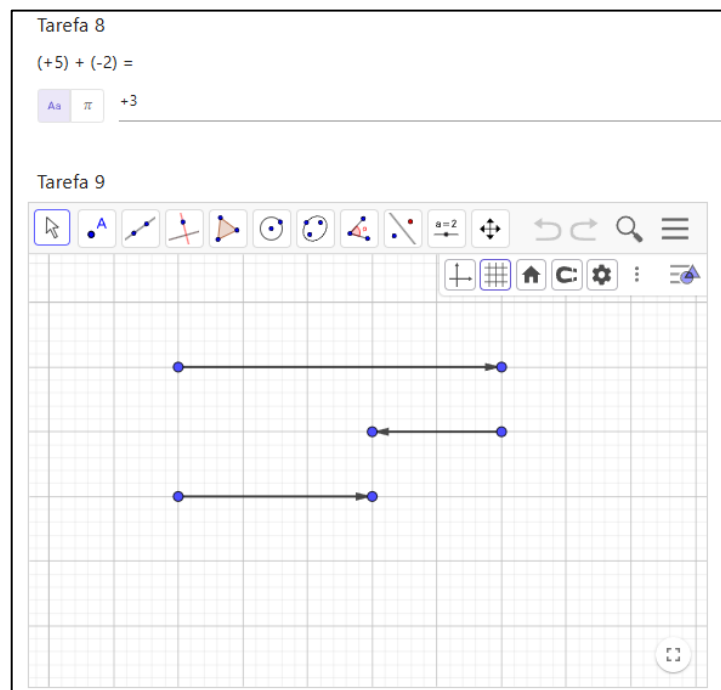 Tarefa 8
(+5) + (-2) =
Aa π +3
Tarefa 9
A
a=2